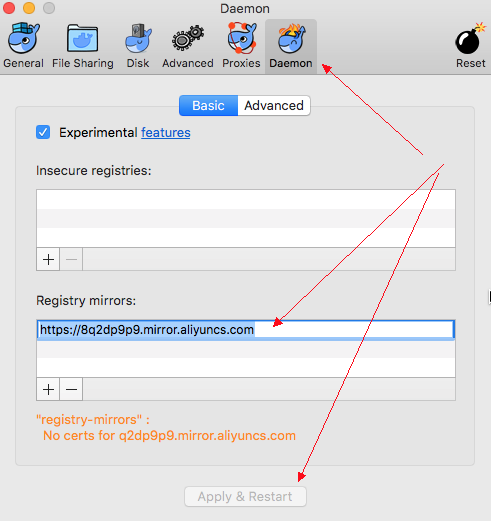 Daemon
General File Sharing Disk Advanced Proxies Daemon Reset
Basic Advanced
Experimental features
Insecure registries:
+ −
Registry mirrors:
https://8q2dp9p9.mirror.aliyuncs.com
+ −
"registry-mirrors" :
No certs for q2dp9p9.mirror.aliyuncs.com
Apply & Restart